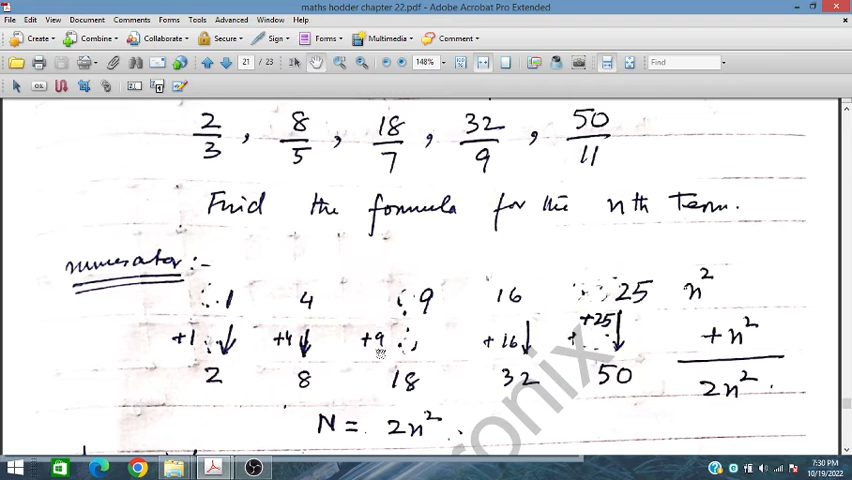 maths hodder chapter 22.pdf - Adobe Acrobat Pro Extended
File Edit View Document Comments Forms Tools Advanced Window Help
Create Combine Collaborate Secure Sign Forms Multimedia Comment
21 / 23 148% Find
2/3 , 8/5 , 18/7 , 32/9 , 50/11
Find the formula for the nth Term.
numerator :-
1 4 9 16 25 n²
+1 +4 +9 +16 +25 +n²
2 8 18 32 50 2n².
N = 2n².
7:30 PM
10/19/2022